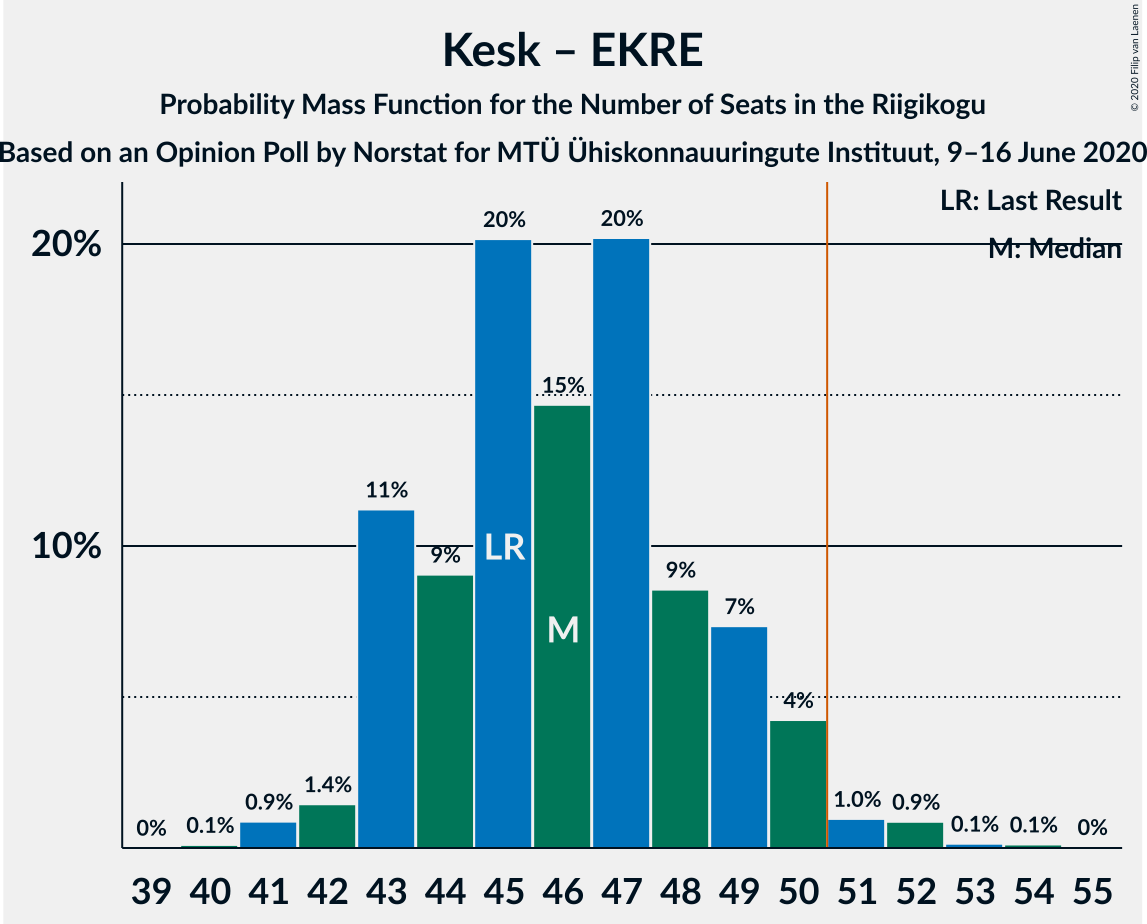 Kesk – EKRE
Probability Mass Function for the Number of Seats in the Riigikogu
Based on an Opinion Poll by Norstat for MTÜ Ühiskonnauuringute Instituut, 9–16 June 2020
© 2020 Filip van Laenen
LR: Last Result
M: Median
20%
10%
0% 0.1% 0.9% 1.4% 11% 9% 20% 15% 20% 9% 7% 4% 1.0% 0.9% 0.1% 0.1% 0%
LR
M
39 40 41 42 43 44 45 46 47 48 49 50 51 52 53 54 55